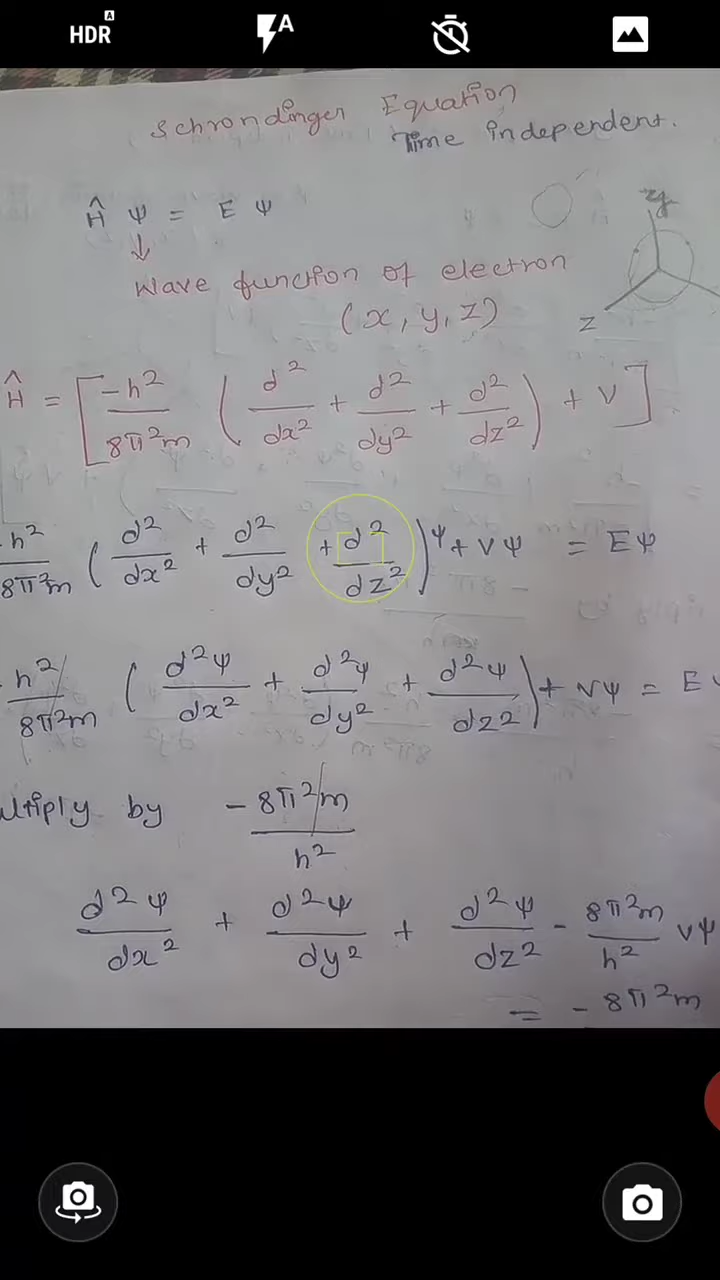 HDR A
A
Schrondinger Equation
Time independent.
Ĥ ψ = E ψ
↓
Wave function of electron
(x, y, z)
z
Ĥ = [ -h²/8π²m ( d²/dx² + d²/dy² + d²/dz² ) + V ]
h²/8π²m ( d²/dx² + d²/dy² + d²/dz² ) ψ + Vψ = Eψ
h²/8π²m ( d²ψ/dx² + d²ψ/dy² + d²ψ/dz² ) + Vψ = E
ultiply by - 8π²m/h²
d²ψ/dx² + d²ψ/dy² + d²ψ/dz² - 8π²m/h² Vψ
= - 8π²m